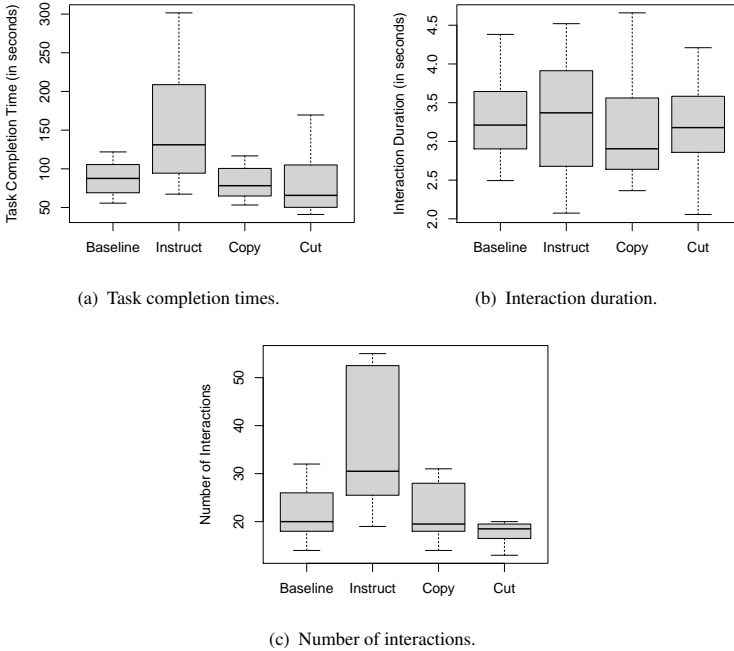 Task Completion Time (in seconds)
50
100
150
200
250
300
Baseline Instruct Copy Cut
(a) Task completion times.
Interaction Duration (in seconds)
2.0
2.5
3.0
3.5
4.0
4.5
Baseline Instruct Copy Cut
(b) Interaction duration.
Number of Interactions
20
30
40
50
Baseline Instruct Copy Cut
(c) Number of interactions.